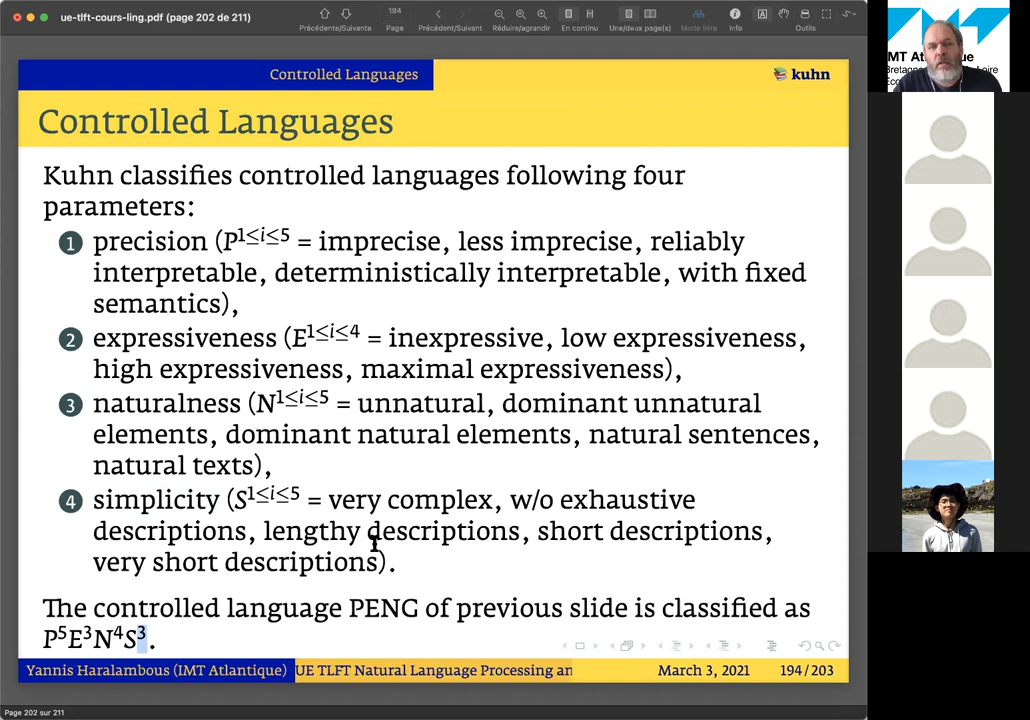 ue-tlft-cours-ling.pdf (page 202 de 211)
194
Précédente/Suivante
Page
Précédent/Suivant
Réduire/agrandir
En continu
Une/deux page(s)
Mode livre
Info
Outils
Controlled Languages
kuhn
Controlled Languages
Kuhn classifies controlled languages following four
parameters:
1 precision (P^1≤i≤5 = imprecise, less imprecise, reliably
interpretable, deterministically interpretable, with fixed
semantics),
2 expressiveness (E^1≤i≤4 = inexpressive, low expressiveness,
high expressiveness, maximal expressiveness),
3 naturalness (N^1≤i≤5 = unnatural, dominant unnatural
elements, dominant natural elements, natural sentences,
natural texts),
4 simplicity (S^1≤i≤5 = very complex, w/o exhaustive
descriptions, lengthy descriptions, short descriptions,
very short descriptions).
The controlled language PENG of previous slide is classified as
P⁵E³N⁴S³.
Yannis Haralambous (IMT Atlantique)
UE TLFT Natural Language Processing an
March 3, 2021
194/203
Page 202 sur 211